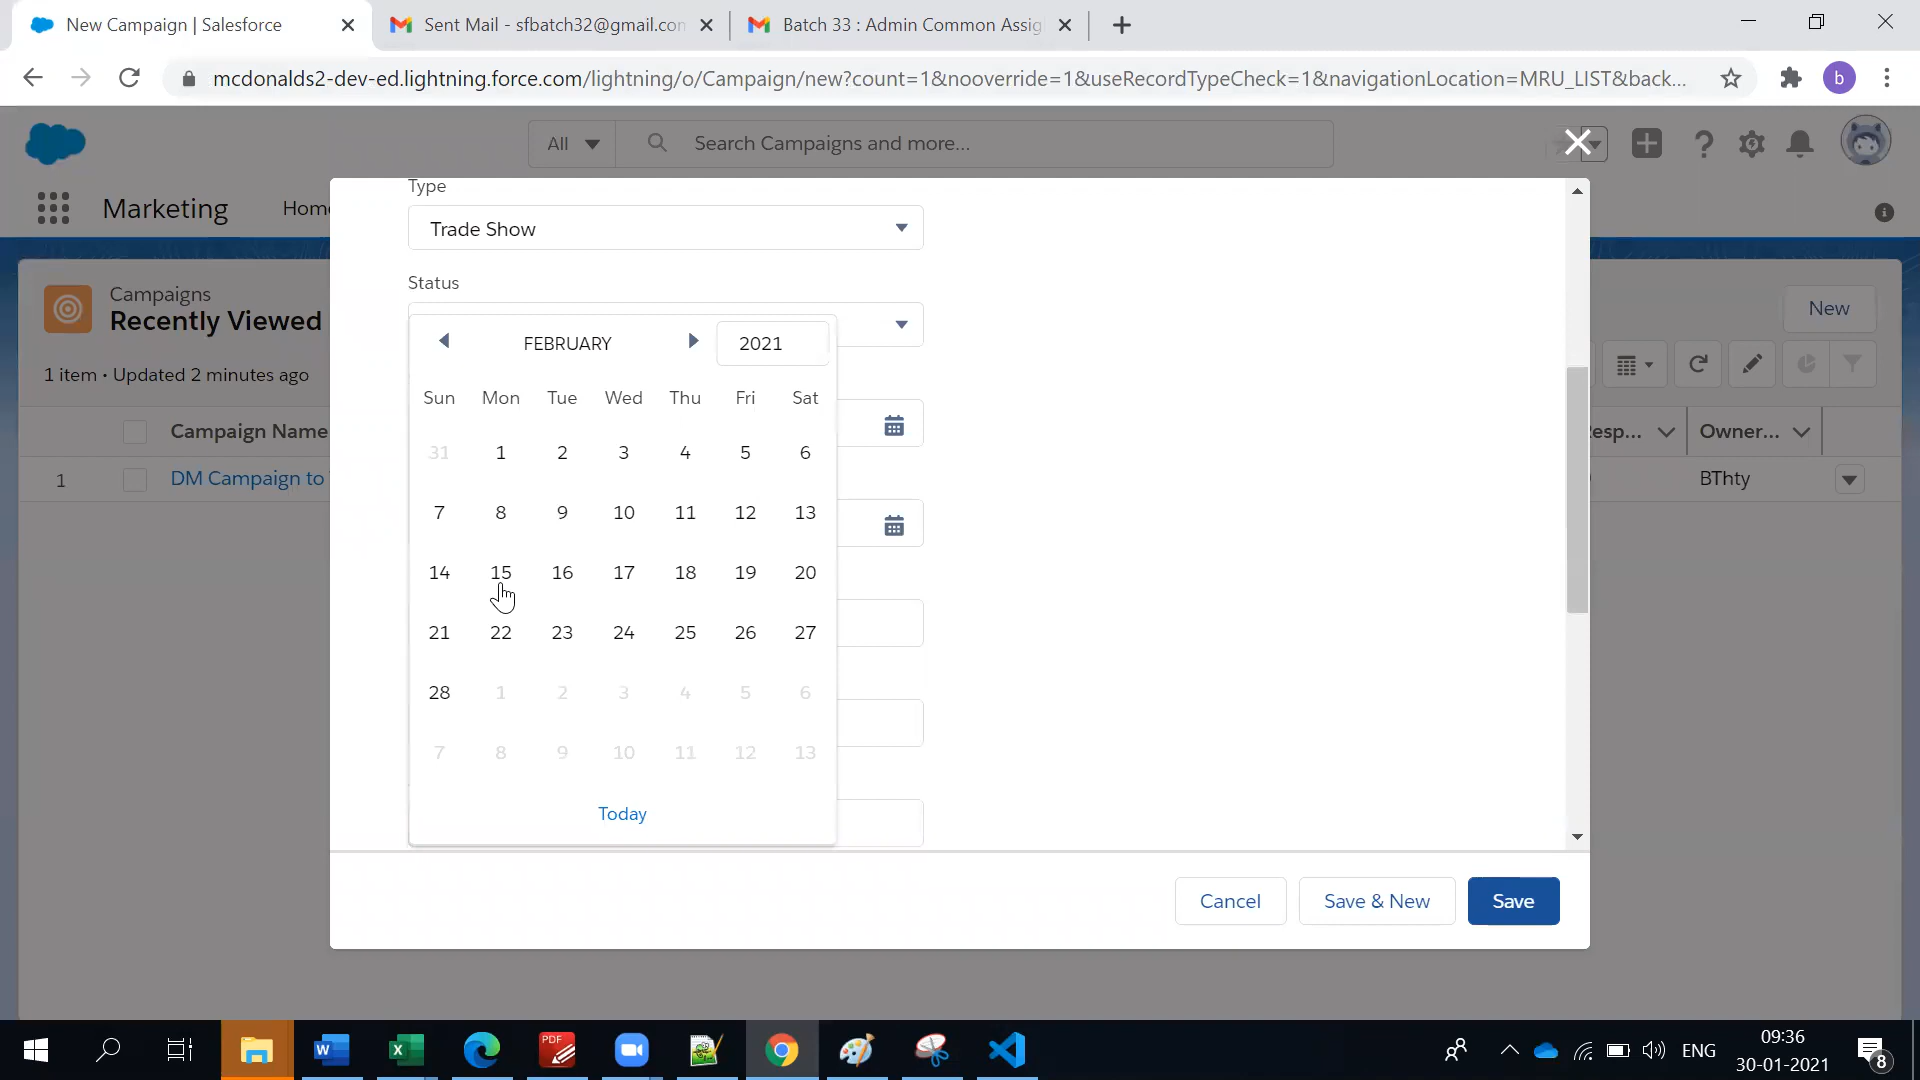 New Campaign | Salesforce
Sent Mail - sfbatch32@gmail.co
Batch 33 : Admin Common Assig
mcdonalds2-dev-ed.lightning.force.com/lightning/o/Campaign/new?count=1&nooverride=1&useRecordTypeCheck=1&navigationLocation=MRU_LIST&back...
b
All
Search Campaigns and more...
Marketing
Home
Campaigns
Recently Viewed
1 item • Updated 2 minutes ago
New
Campaign Name
Owner...
1
DM Campaign to
BThty
Type
Trade Show
Status
FEBRUARY
2021
Sun Mon Tue Wed Thu Fri Sat
31 1 2 3 4 5 6
7 8 9 10 11 12 13
14 15 16 17 18 19 20
21 22 23 24 25 26 27
28 1 2 3 4 5 6
7 8 9 10 11 12 13
Today
Cancel
Save & New
Save
ENG
09:36
30-01-2021
8
PDF